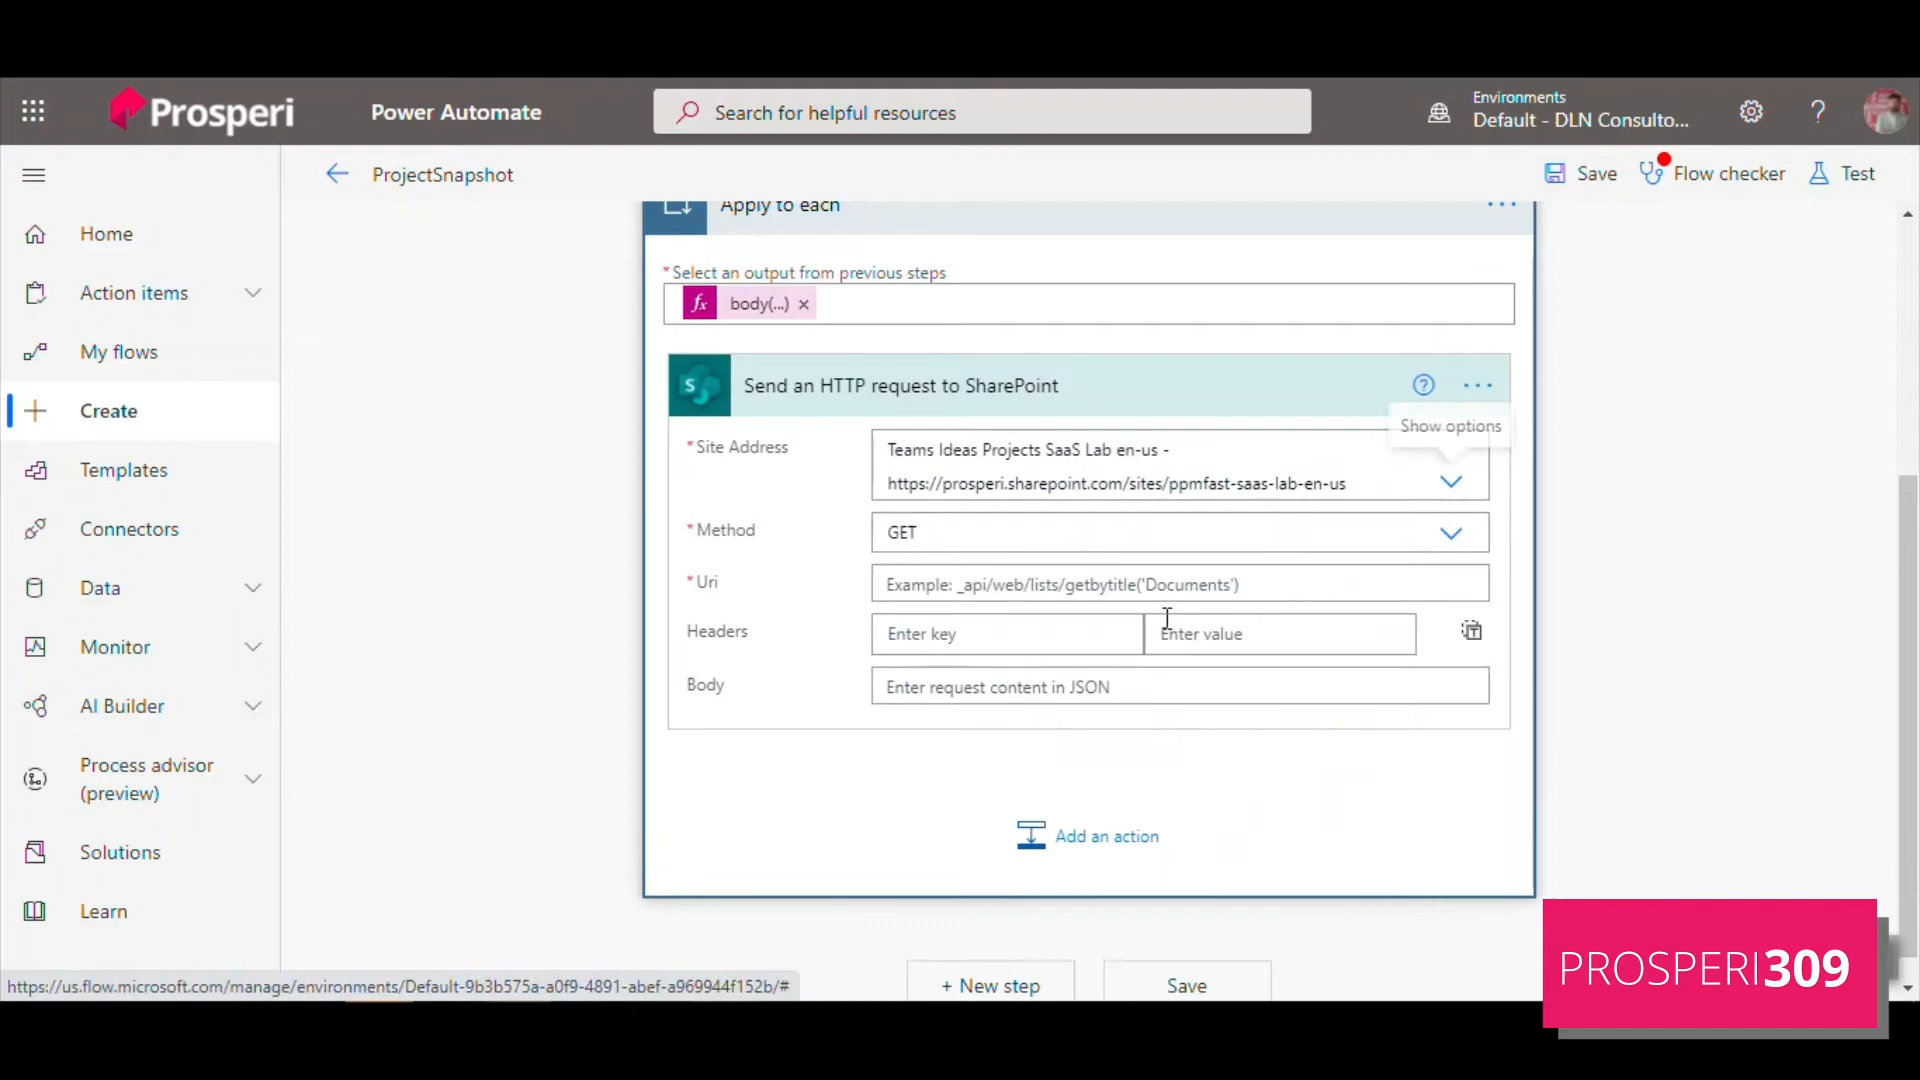 Prosperi
Power Automate
Search for helpful resources
Environments
Default - DLN Consulto...
?
ProjectSnapshot
Save
Flow checker
Test
Home
Action items
My flows
Create
Templates
Connectors
Data
Monitor
AI Builder
Process advisor
(preview)
Solutions
Learn
Apply to each
...
* Select an output from previous steps
fx body(...) ×
S
Send an HTTP request to SharePoint
? ...
Show options
* Site Address
Teams Ideas Projects SaaS Lab en-us -
https://prosperi.sharepoint.com/sites/ppmfast-saas-lab-en-us
* Method
GET
* Uri
Example: _api/web/lists/getbytitle('Documents')
Headers
Enter key
Enter value
T
Body
Enter request content in JSON
Add an action
+ New step
Save
https://us.flow.microsoft.com/manage/environments/Default-9b3b575a-a0f9-4891-abef-a969944f152b/#
PROSPERI309